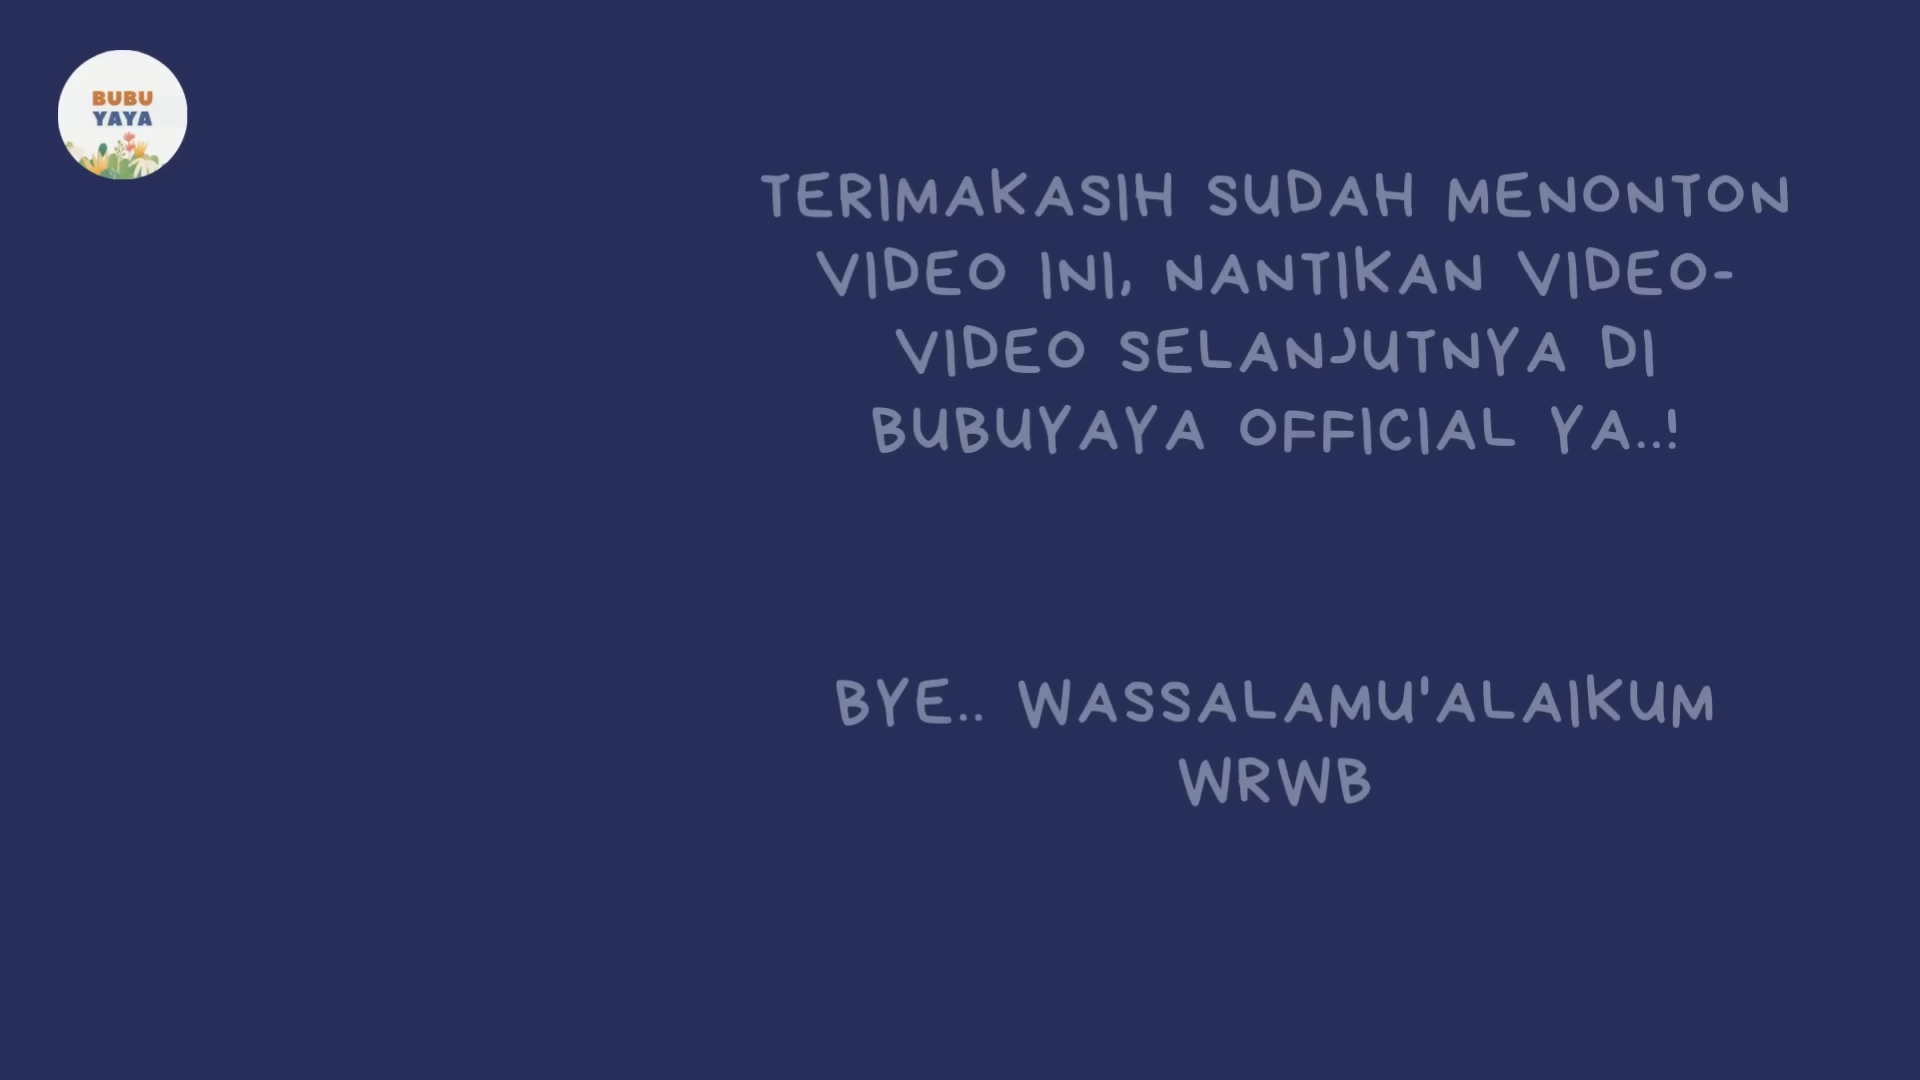 BUBU
YAYA
TERIMAKASIH SUDAH MENONTON
VIDEO INI, NANTIKAN VIDEO-
VIDEO SELANJUTNYA DI
BUBUYAYA OFFICIAL YA..!
BYE.. WASSALAMU'ALAIKUM
WRWB